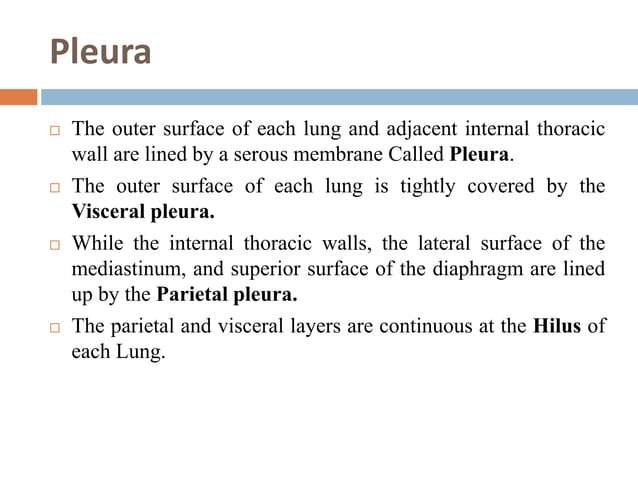 Pleura
The outer surface of each lung and adjacent internal thoracic
wall are lined by a serous membrane Called Pleura.
The outer surface of each lung is tightly covered by the
Visceral pleura.
While the internal thoracic walls, the lateral surface of the
mediastinum, and superior surface of the diaphragm are lined
up by the Parietal pleura.
The parietal and visceral layers are continuous at the Hilus of
each Lung.